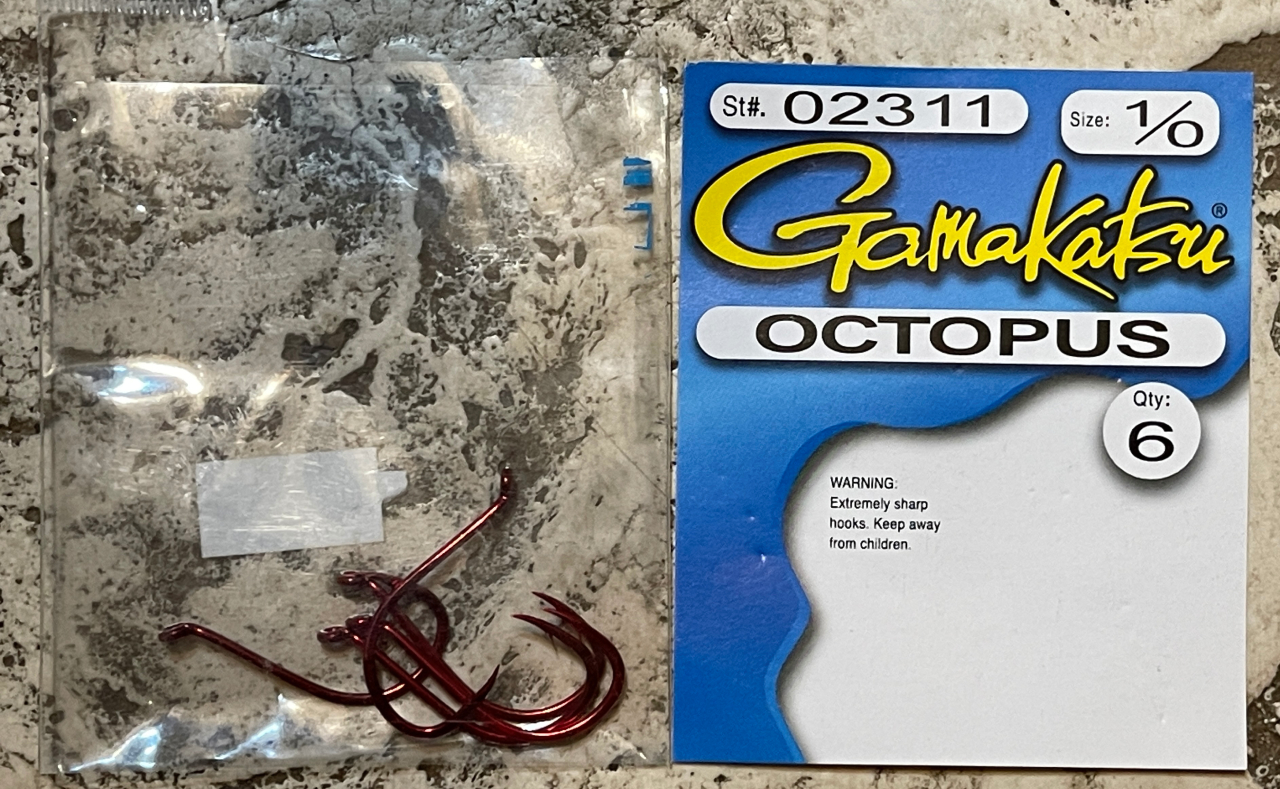 St#. 02311
Size: 1/0
Gamakatsu®
OCTOPUS
Qty:
6
WARNING:
Extremely sharp
hooks. Keep away
from children.